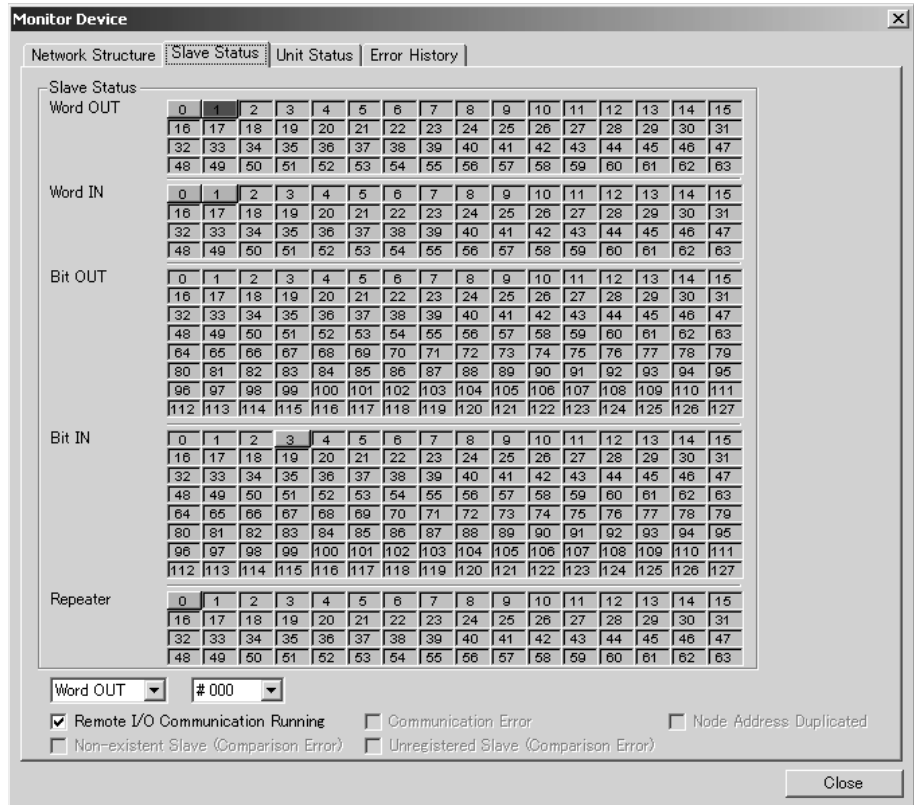 Monitor Device
Network Structure Slave Status Unit Status Error History
Slave Status
Word OUT
0 1 2 3 4 5 6 7 8 9 10 11 12 13 14 15
16 17 18 19 20 21 22 23 24 25 26 27 28 29 30 31
32 33 34 35 36 37 38 39 40 41 42 43 44 45 46 47
48 49 50 51 52 53 54 55 56 57 58 59 60 61 62 63
Word IN
0 1 2 3 4 5 6 7 8 9 10 11 12 13 14 15
16 17 18 19 20 21 22 23 24 25 26 27 28 29 30 31
32 33 34 35 36 37 38 39 40 41 42 43 44 45 46 47
48 49 50 51 52 53 54 55 56 57 58 59 60 61 62 63
Bit OUT
0 1 2 3 4 5 6 7 8 9 10 11 12 13 14 15
16 17 18 19 20 21 22 23 24 25 26 27 28 29 30 31
32 33 34 35 36 37 38 39 40 41 42 43 44 45 46 47
48 49 50 51 52 53 54 55 56 57 58 59 60 61 62 63
64 65 66 67 68 69 70 71 72 73 74 75 76 77 78 79
80 81 82 83 84 85 86 87 88 89 90 91 92 93 94 95
96 97 98 99 100 101 102 103 104 105 106 107 108 109 110 111
112 113 114 115 116 117 118 119 120 121 122 123 124 125 126 127
Bit IN
0 1 2 3 4 5 6 7 8 9 10 11 12 13 14 15
16 17 18 19 20 21 22 23 24 25 26 27 28 29 30 31
32 33 34 35 36 37 38 39 40 41 42 43 44 45 46 47
48 49 50 51 52 53 54 55 56 57 58 59 60 61 62 63
64 65 66 67 68 69 70 71 72 73 74 75 76 77 78 79
80 81 82 83 84 85 86 87 88 89 90 91 92 93 94 95
96 97 98 99 100 101 102 103 104 105 106 107 108 109 110 111
112 113 114 115 116 117 118 119 120 121 122 123 124 125 126 127
Repeater
0 1 2 3 4 5 6 7 8 9 10 11 12 13 14 15
16 17 18 19 20 21 22 23 24 25 26 27 28 29 30 31
32 33 34 35 36 37 38 39 40 41 42 43 44 45 46 47
48 49 50 51 52 53 54 55 56 57 58 59 60 61 62 63
Word OUT # 000
Remote I/O Communication Running Communication Error Node Address Duplicated
Non-existent Slave (Comparison Error) Unregistered Slave (Comparison Error)
Close